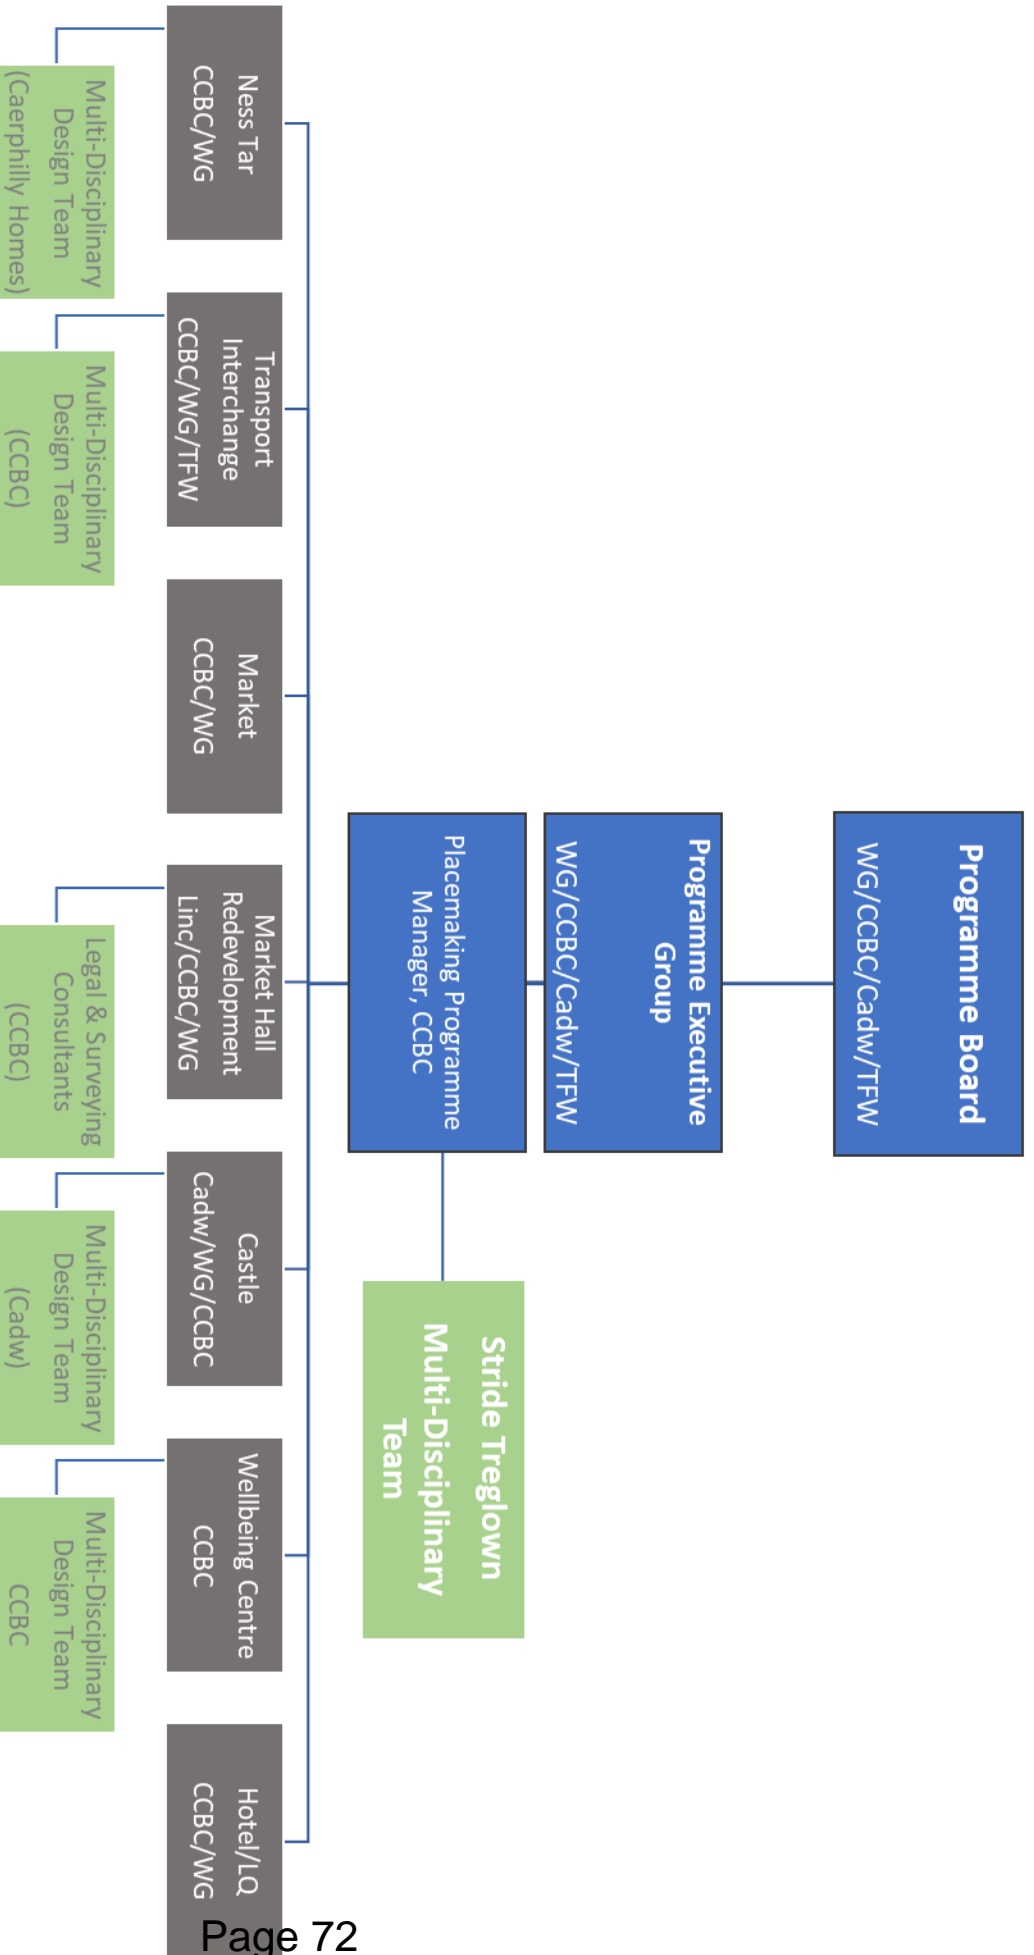 Programme Board
WG/CCBC/Cadw/TFW
Programme Executive
Group
WG/CCBC/Cadw/TFW
Placemaking Programme
Manager, CCBC
Stride Treglown
Multi-Disciplinary
Team
Ness Tar
CCBC/WG
Multi-Disciplinary
Design Team
(Caerphilly Homes)
Transport
Interchange
CCBC/WG/TFW
Multi-Disciplinary
Design Team
(CCBC)
Market
CCBC/WG
Market Hall
Redevelopment
Linc/CCBC/WG
Legal & Surveying
Consultants
(CCBC)
Castle
Cadw/WG/CCBC
Multi-Disciplinary
Design Team
(Cadw)
Wellbeing Centre
CCBC
Multi-Disciplinary
Design Team
CCBC
Hotel/LQ
CCBC/WG
Page 72